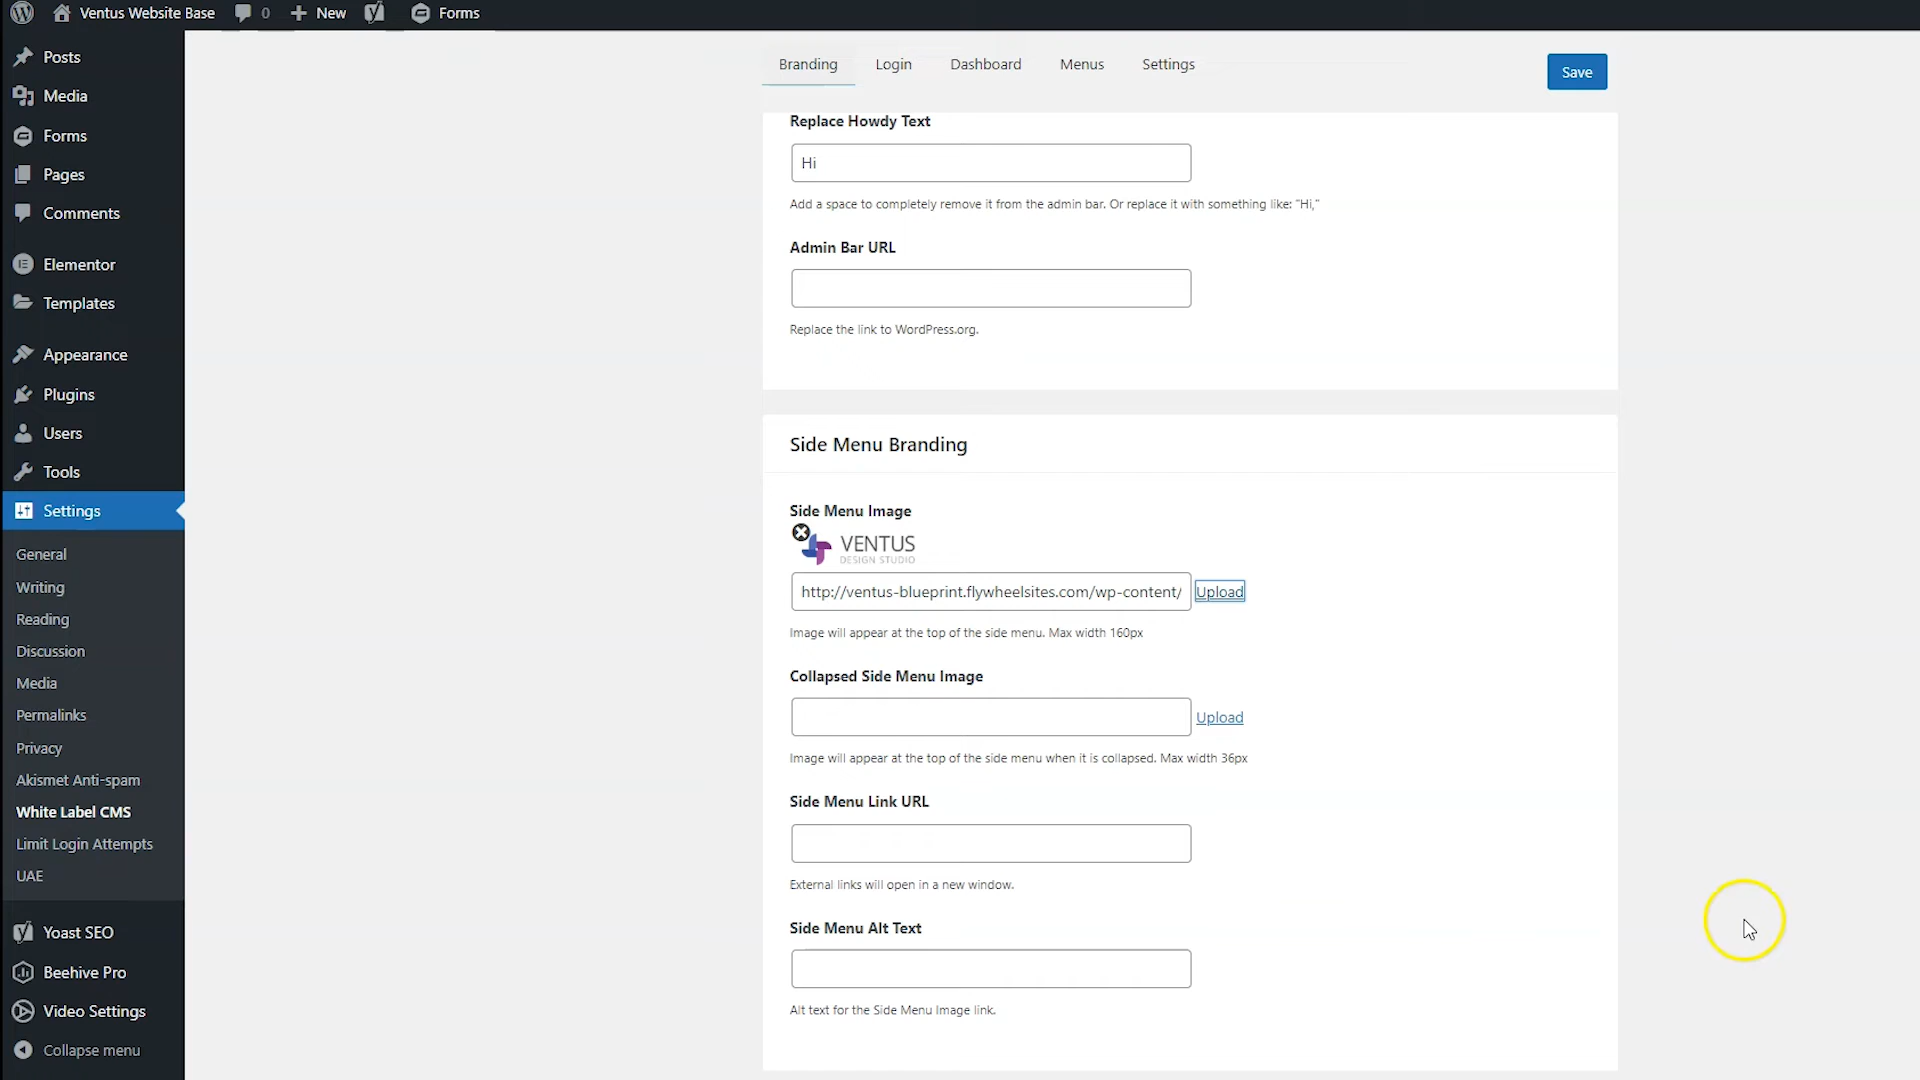 Ventus Website Base
0
New
Forms
Posts
Media
Forms
Pages
Comments
Elementor
Templates
Appearance
Plugins
Users
Tools
Settings
General
Writing
Reading
Discussion
Media
Permalinks
Privacy
Akismet Anti-spam
White Label CMS
Limit Login Attempts
UAE
Yoast SEO
Beehive Pro
Video Settings
Collapse menu
Branding
Login
Dashboard
Menus
Settings
Save
Replace Howdy Text
Hi
Add a space to completely remove it from the admin bar. Or replace it with something like: "Hi,"
Admin Bar URL
Replace the link to WordPress.org.
Side Menu Branding
Side Menu Image
VENTUS
DESIGN STUDIO
http://ventus-blueprint.flywheelsites.com/wp-content/
Upload
Image will appear at the top of the side menu. Max width 160px
Collapsed Side Menu Image
Upload
Image will appear at the top of the side menu when it is collapsed. Max width 36px
Side Menu Link URL
External links will open in a new window.
Side Menu Alt Text
Alt text for the Side Menu Image link.